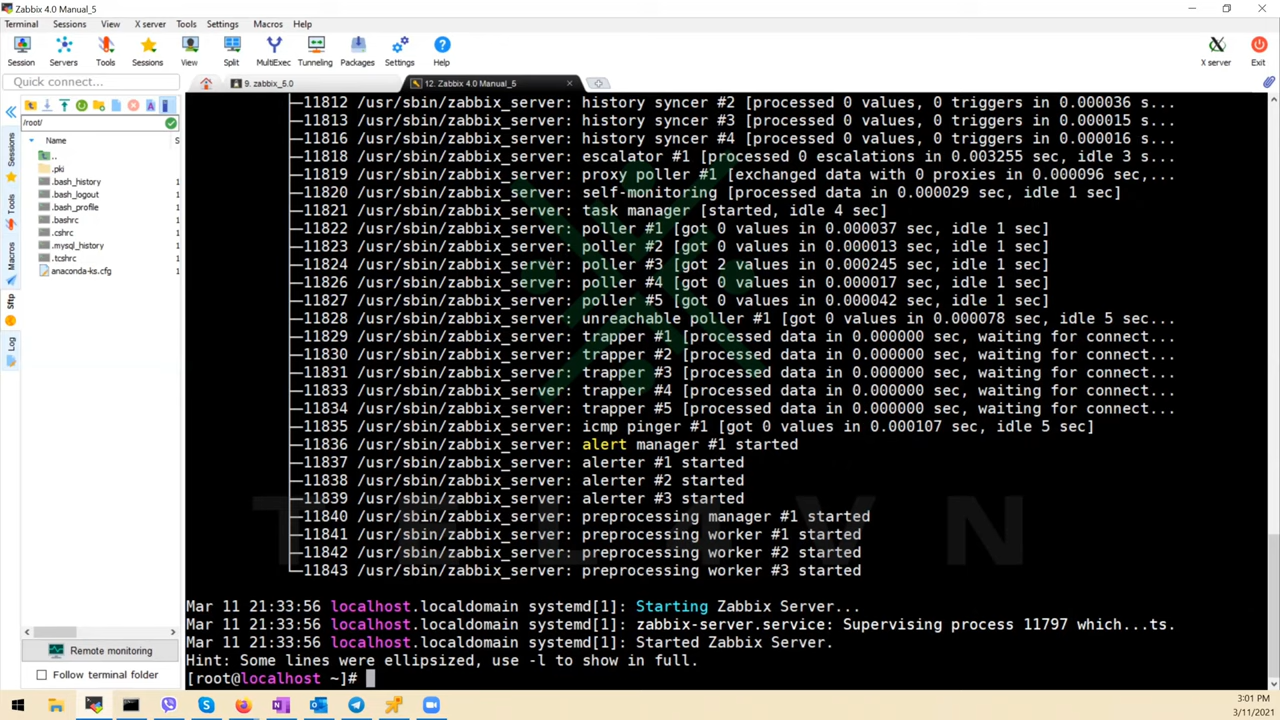 Zabbix 4.0 Manual_5
Terminal Sessions View X server Tools Settings Macros Help
Session Servers Tools Sessions View Split MultiExec Tunneling Packages Settings Help X server Exit
Quick connect...
9. zabbix_5.0
12. Zabbix 4.0 Manual_5
/root/
Name S
..
.pki
.bash_history 1
.bash_logout 1
.bash_profile 1
.bashrc 1
.cshrc 1
.mysql_history 1
.tcshrc 1
anaconda-ks.cfg 1
Sessions
Tools
Macros
Sftp
Log
Remote monitoring
Follow terminal folder
─11812 /usr/sbin/zabbix_server: history syncer #2 [processed 0 values, 0 triggers in 0.000036 s...
─11813 /usr/sbin/zabbix_server: history syncer #3 [processed 0 values, 0 triggers in 0.000015 s...
─11816 /usr/sbin/zabbix_server: history syncer #4 [processed 0 values, 0 triggers in 0.000016 s...
─11818 /usr/sbin/zabbix_server: escalator #1 [processed 0 escalations in 0.003255 sec, idle 3 s...
─11819 /usr/sbin/zabbix_server: proxy poller #1 [exchanged data with 0 proxies in 0.000096 sec,...
─11820 /usr/sbin/zabbix_server: self-monitoring [processed data in 0.000029 sec, idle 1 sec]
─11821 /usr/sbin/zabbix_server: task manager [started, idle 4 sec]
─11822 /usr/sbin/zabbix_server: poller #1 [got 0 values in 0.000037 sec, idle 1 sec]
─11823 /usr/sbin/zabbix_server: poller #2 [got 0 values in 0.000013 sec, idle 1 sec]
─11824 /usr/sbin/zabbix_server: poller #3 [got 2 values in 0.000245 sec, idle 1 sec]
─11826 /usr/sbin/zabbix_server: poller #4 [got 0 values in 0.000017 sec, idle 1 sec]
─11827 /usr/sbin/zabbix_server: poller #5 [got 0 values in 0.000042 sec, idle 1 sec]
─11828 /usr/sbin/zabbix_server: unreachable poller #1 [got 0 values in 0.000078 sec, idle 5 sec...
─11829 /usr/sbin/zabbix_server: trapper #1 [processed data in 0.000000 sec, waiting for connect...
─11830 /usr/sbin/zabbix_server: trapper #2 [processed data in 0.000000 sec, waiting for connect...
─11831 /usr/sbin/zabbix_server: trapper #3 [processed data in 0.000000 sec, waiting for connect...
─11833 /usr/sbin/zabbix_server: trapper #4 [processed data in 0.000000 sec, waiting for connect...
─11834 /usr/sbin/zabbix_server: trapper #5 [processed data in 0.000000 sec, waiting for connect...
─11835 /usr/sbin/zabbix_server: icmp pinger #1 [got 0 values in 0.000107 sec, idle 5 sec]
─11836 /usr/sbin/zabbix_server: alert manager #1 started
─11837 /usr/sbin/zabbix_server: alerter #1 started
─11838 /usr/sbin/zabbix_server: alerter #2 started
─11839 /usr/sbin/zabbix_server: alerter #3 started
─11840 /usr/sbin/zabbix_server: preprocessing manager #1 started
─11841 /usr/sbin/zabbix_server: preprocessing worker #1 started
─11842 /usr/sbin/zabbix_server: preprocessing worker #2 started
─11843 /usr/sbin/zabbix_server: preprocessing worker #3 started
Mar 11 21:33:56 localhost.localdomain systemd[1]: Starting Zabbix Server...
Mar 11 21:33:56 localhost.localdomain systemd[1]: zabbix-server.service: Supervising process 11797 which...ts.
Mar 11 21:33:56 localhost.localdomain systemd[1]: Started Zabbix Server.
Hint: Some lines were ellipsized, use -l to show in full.
[root@localhost ~]#
3:01 PM
3/11/2021